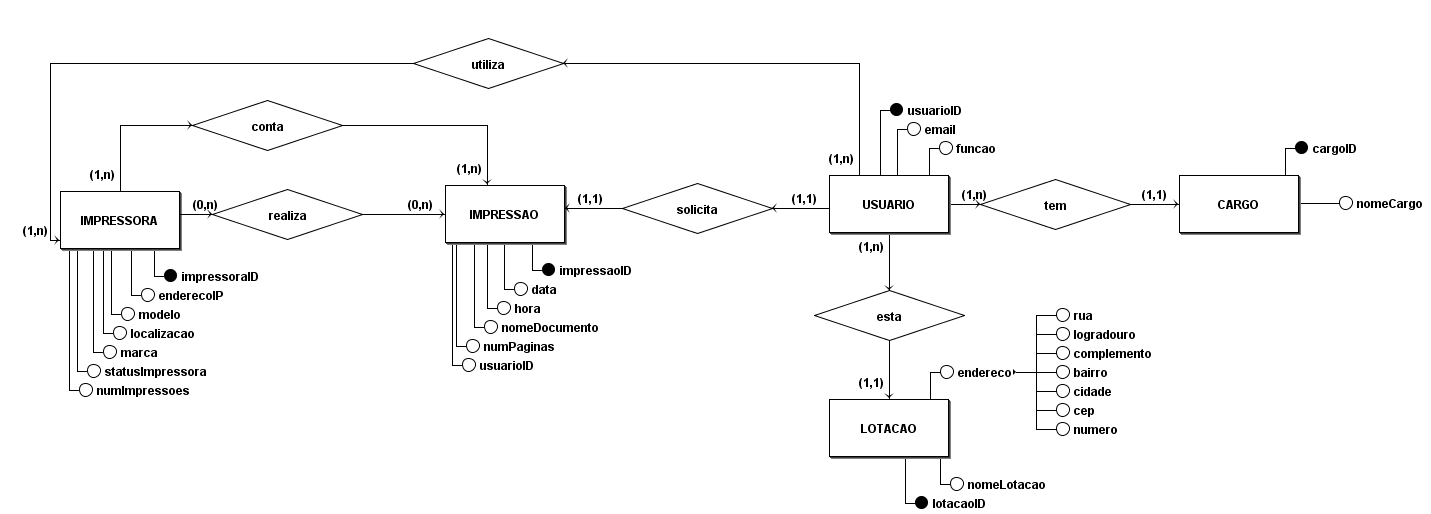 utiliza
conta
(1,n)
(1,n)
(1,n)
usuarioID
email
funcao
cargoID
IMPRESSORA
(0,n)
realiza
(0,n)
IMPRESSAO
(1,1)
solicita
(1,1)
USUARIO
(1,n)
tem
(1,1)
CARGO
nomeCargo
(1,n)
(1,n)
impressoraID
enderecoIP
modelo
localizacao
marca
statusImpressora
numImpressoes
impressaoID
data
hora
nomeDocumento
numPaginas
usuarioID
esta
(1,1)
endereco
rua
logradouro
complemento
bairro
cidade
cep
numero
LOTACAO
nomeLotacao
lotacaoID